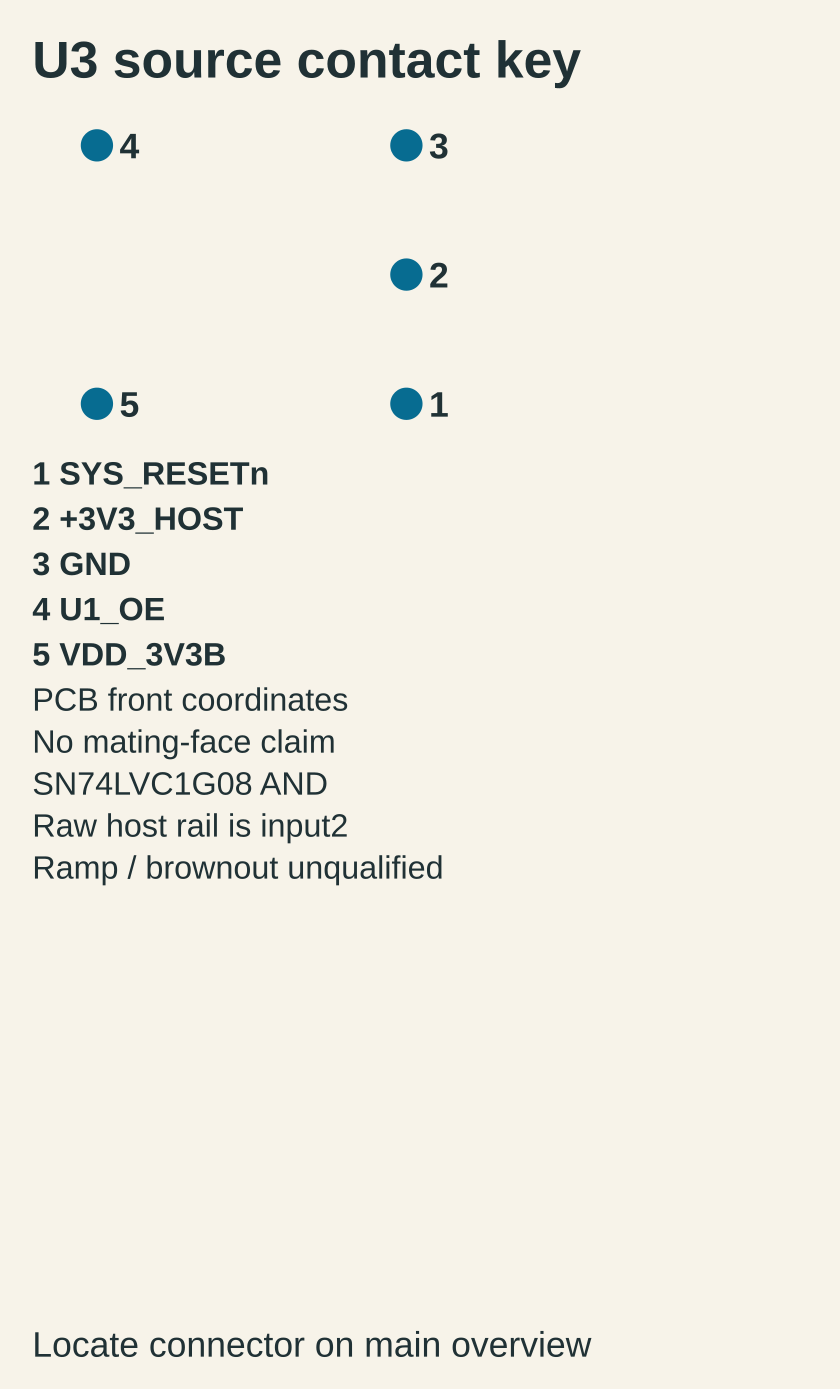 U3 source contact key
4 3
2
5 1
1 SYS_RESETn
2 +3V3_HOST
3 GND
4 U1_OE
5 VDD_3V3B
PCB front coordinates
No mating-face claim
SN74LVC1G08 AND
Raw host rail is input2
Ramp / brownout unqualified
Locate connector on main overview